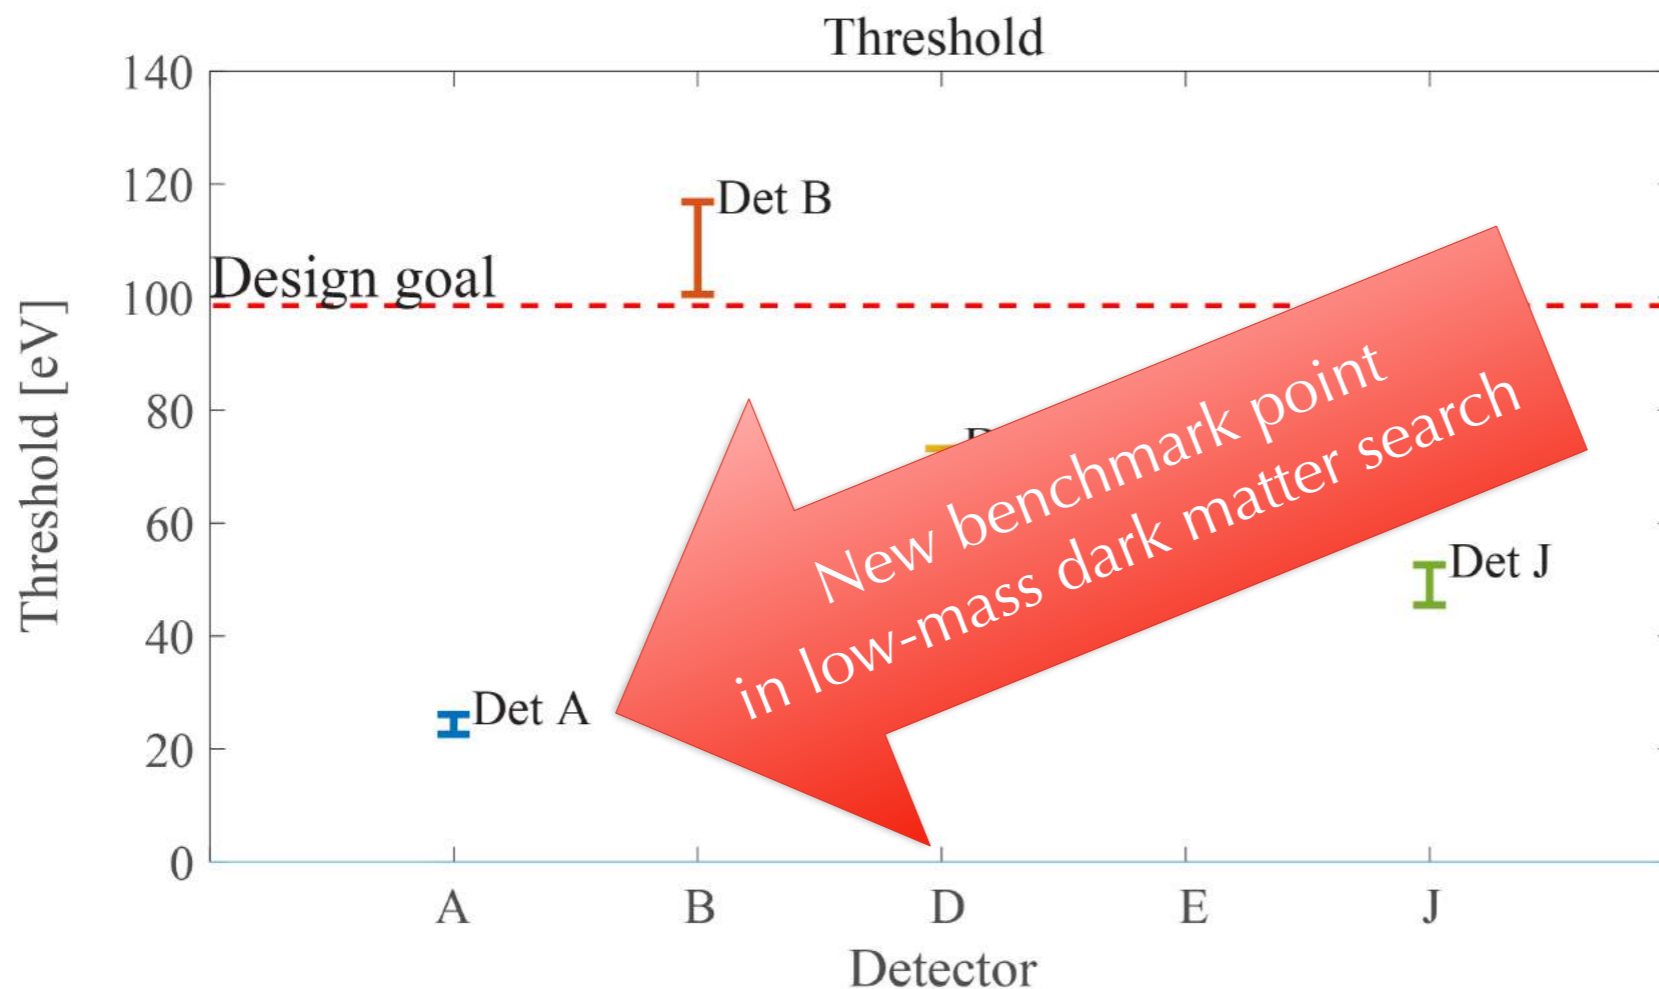 Threshold
140
120
100
80
60
40
20
0
Threshold [eV]
Design goal
Det B
Det J
Det A
New benchmark point
in low-mass dark matter search
A B D E J
Detector